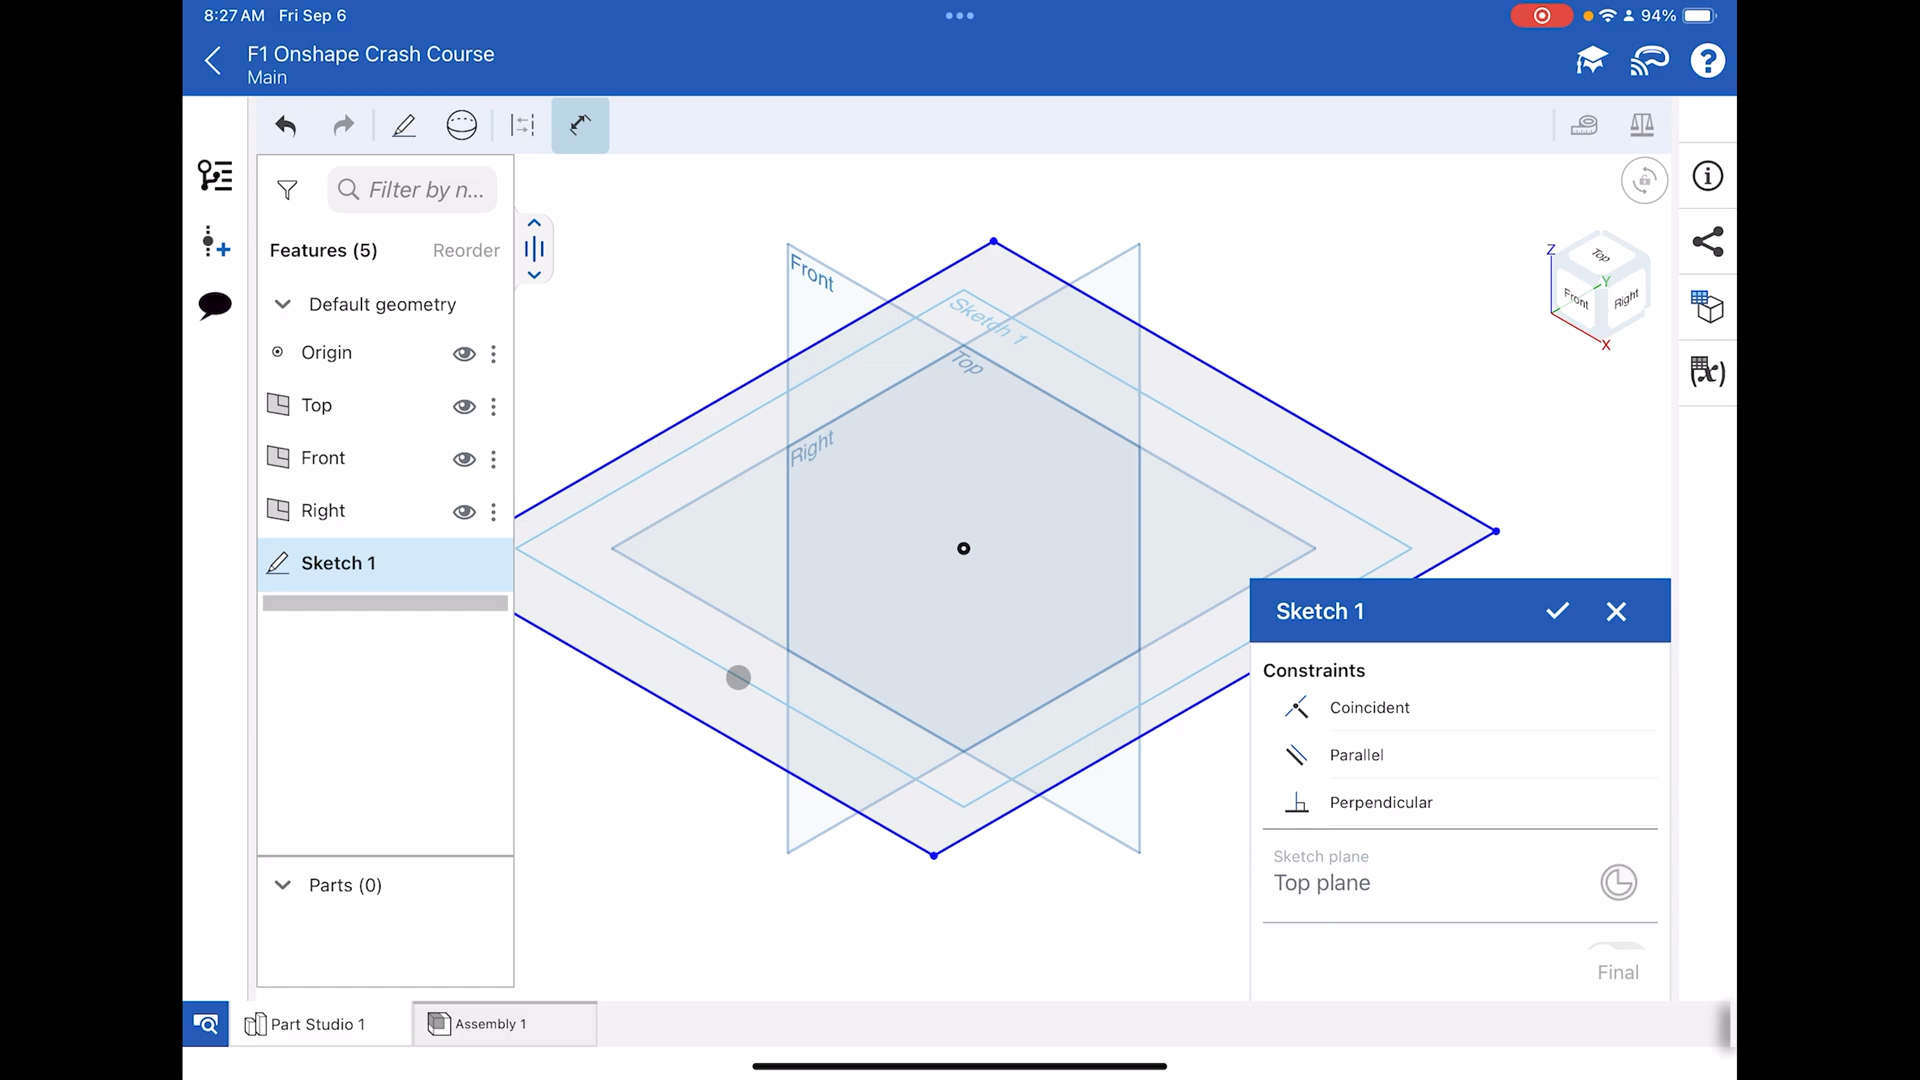 8:27 AM Fri Sep 6
94%
F1 Onshape Crash Course
Main
Filter by n...
Features (5)
Reorder
Default geometry
Origin
Top
Front
Right
Sketch 1
Parts (0)
Front
Sketch 1
Top
Right
Z
Top
Y
Front
Right
X
Sketch 1
Constraints
Coincident
Parallel
Perpendicular
Sketch plane
Top plane
Final
Part Studio 1
Assembly 1